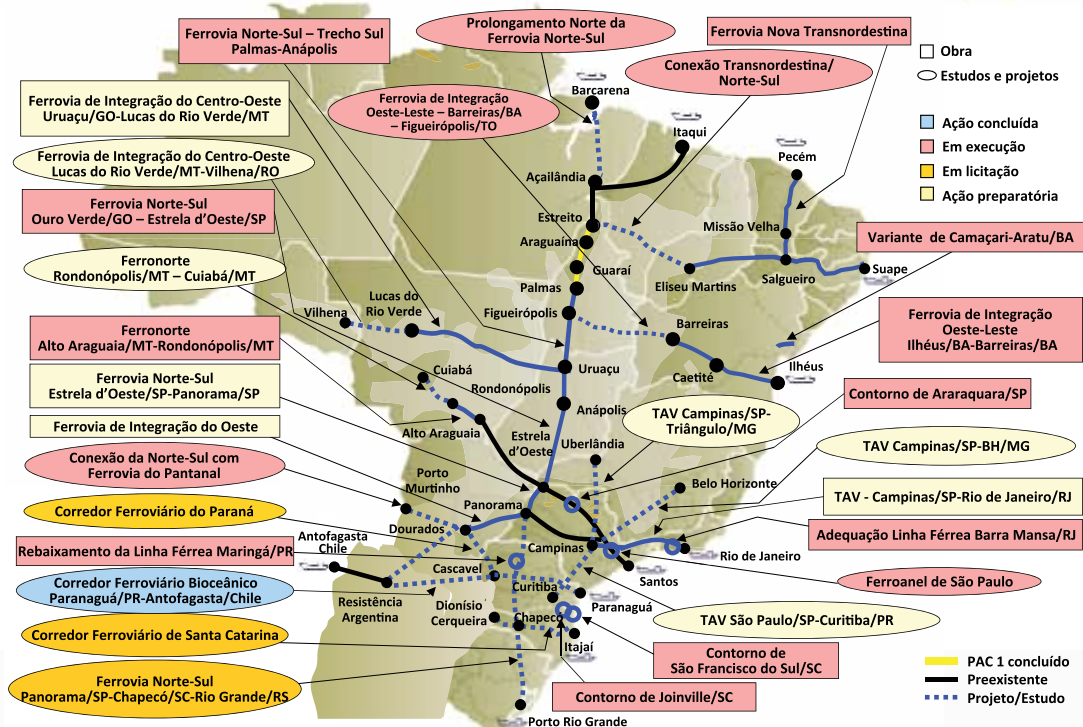 Ferrovia Norte-Sul – Trecho Sul
Palmas-Anápolis
Prolongamento Norte da
Ferrovia Norte-Sul
Ferrovia Nova Transnordestina
Conexão Transnordestina/
Norte-Sul
Obra
Estudos e projetos
Ação concluída
Em execução
Em licitação
Ação preparatória
Ferrovia de Integração do Centro-Oeste
Uruaçu/GO-Lucas do Rio Verde/MT
Ferrovia de Integração
Oeste-Leste – Barreiras/BA
– Figueirópolis/TO
Ferrovia de Integração do Centro-Oeste
Lucas do Rio Verde/MT-Vilhena/RO
Ferrovia Norte-Sul
Ouro Verde/GO – Estrela d’Oeste/SP
Ferronorte
Rondonópolis/MT – Cuiabá/MT
Ferronorte
Alto Araguaia/MT-Rondonópolis/MT
Ferrovia Norte-Sul
Estrela d’Oeste/SP-Panorama/SP
Ferrovia de Integração do Oeste
Conexão da Norte-Sul com
Ferrovia do Pantanal
Corredor Ferroviário do Paraná
Rebaixamento da Linha Férrea Maringá/PR
Corredor Ferroviário Bioceânico
Paranaguá/PR-Antofagasta/Chile
Corredor Ferroviário de Santa Catarina
Ferrovia Norte-Sul
Panorama/SP-Chapecó/SC-Rio Grande/RS
Barcarena
Itaqui
Pecém
Açailândia
Estreito
Araguaína
Guaraí
Palmas
Figueirópolis
Missão Velha
Salgueiro
Suape
Eliseu Martins
Variante de Camaçari-Aratu/BA
Ferrovia de Integração
Oeste-Leste
Ilhéus/BA-Barreiras/BA
Vilhena
Lucas do
Rio Verde
Barreiras
Caetité
Ilhéus
Uruaçu
Cuiabá
Rondonópolis
Anápolis
Alto Araguaia
Estrela
d’Oeste
Uberlândia
TAV Campinas/SP-
Triângulo/MG
Contorno de Araraquara/SP
TAV Campinas/SP-BH/MG
TAV - Campinas/SP-Rio de Janeiro/RJ
Adequação Linha Férrea Barra Mansa/RJ
Ferroanel de São Paulo
TAV São Paulo/SP-Curitiba/PR
Contorno de
São Francisco do Sul/SC
Contorno de Joinville/SC
Porto
Murtinho
Panorama
Belo Horizonte
Dourados
Antofagasta
Chile
Campinas
Rio de Janeiro
Santos
Cascavel
Curitiba
Paranaguá
Resistência
Argentina
Dionísio
Cerqueira
Chapecó
Itajaí
Porto Rio Grande
PAC 1 concluído
Preexistente
Projeto/Estudo